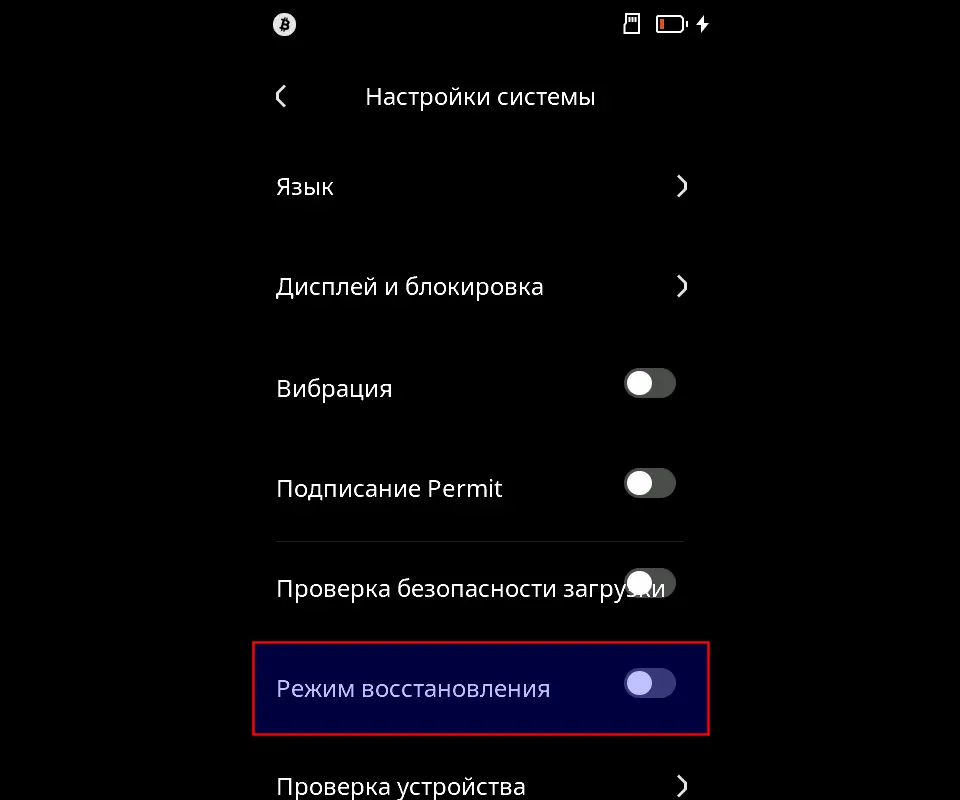 Настройки системы
Язык
Дисплей и блокировка
Вибрация
Подписание Permit
Проверка безопасности загрузки
Режим восстановления
Проверка устройства